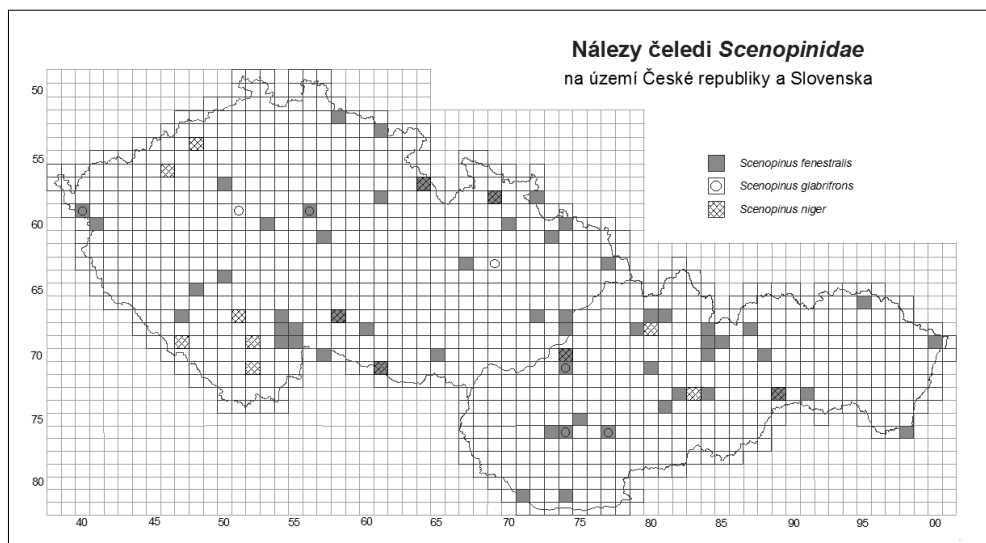 Nálezy čeledi Scenopinidae
na území České republiky a Slovenska
Scenopinus fenestralis
Scenopinus glabrifrons
Scenopinus niger
50
55
60
65
70
75
80
40 45 50 55 60 65 70 75 80 85 90 95 00